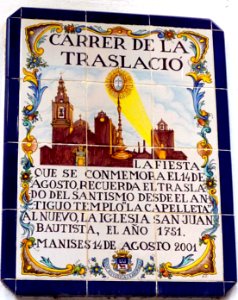 CARRER DE LA
TRASLACIÓ
LA FIESTA
QUE SE CONMEMORA EL 14 DE
AGOSTO, RECUERDA EL TRASLA
DO DEL SANTISMO DESDE EL AN
TIGUO TEMPLO LA CAPELLETA
AL NUEVO, LA IGLESIA SAN JUAN
BAUTISTA, EL AÑO 1751.
MANISES 14 DE AGOSTO 2001